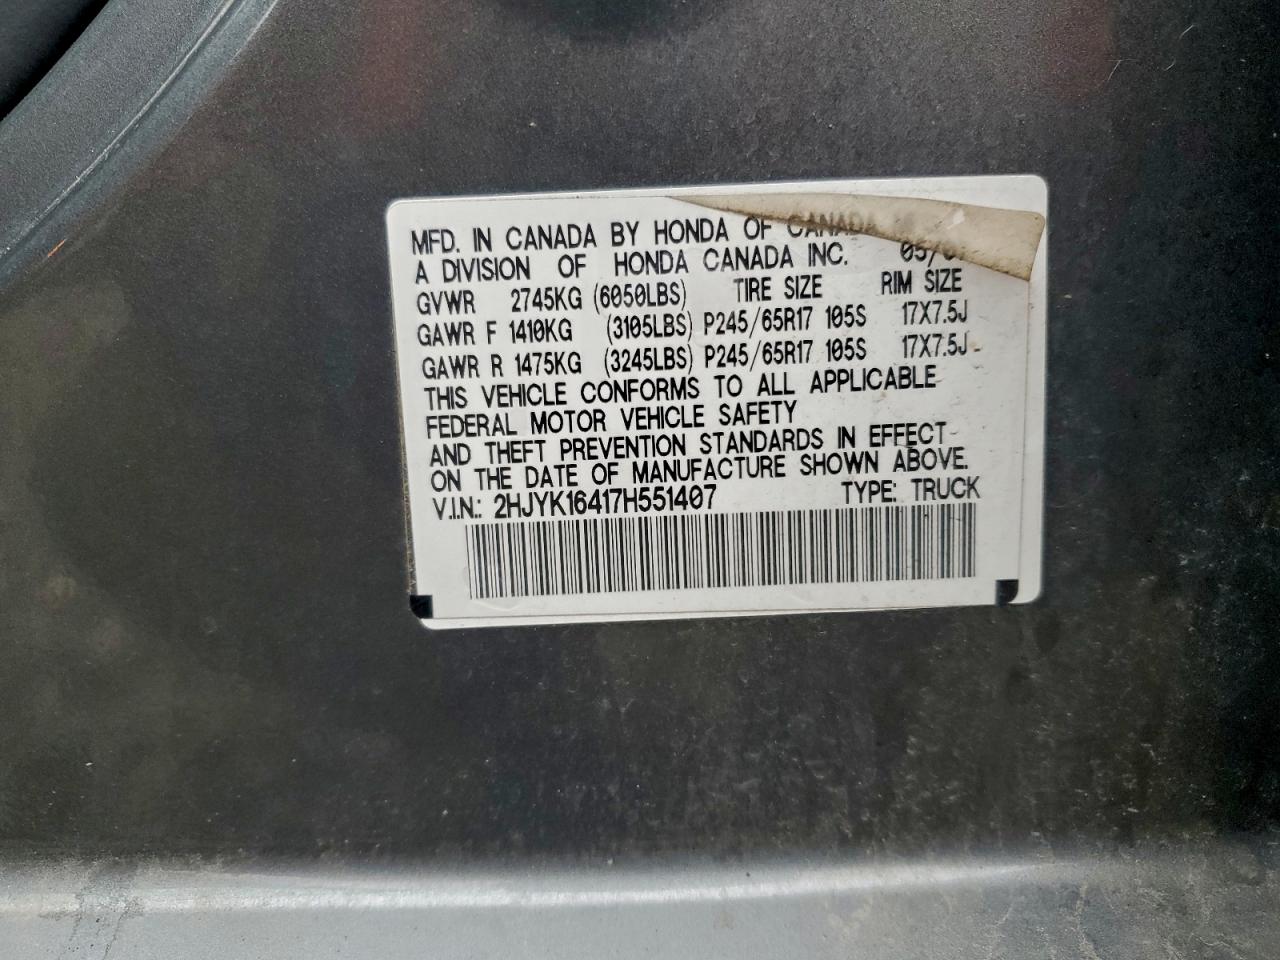 MFD. IN CANADA BY HONDA OF CANADA
A DIVISION OF HONDA CANADA INC. 05/
GVWR 2745KG (6050LBS) TIRE SIZE RIM SIZE
GAWR F 1410KG (3105LBS) P245/65R17 105S 17X7.5J
GAWR R 1475KG (3245LBS) P245/65R17 105S 17X7.5J
THIS VEHICLE CONFORMS TO ALL APPLICABLE
FEDERAL MOTOR VEHICLE SAFETY
AND THEFT PREVENTION STANDARDS IN EFFECT
ON THE DATE OF MANUFACTURE SHOWN ABOVE.
V.I.N.: 2HJYK16417H551407 TYPE: TRUCK